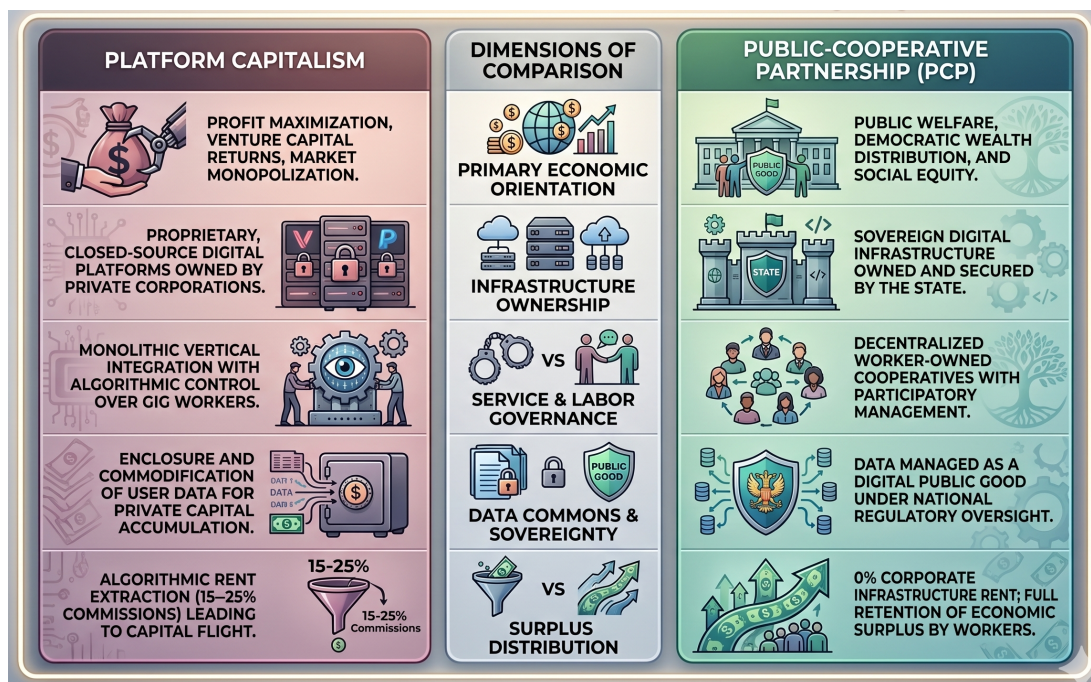 PLATFORM CAPITALISM
DIMENSIONS OF
COMPARISON
PUBLIC-COOPERATIVE
PARTNERSHIP (PCP)
$
PROFIT MAXIMIZATION,
VENTURE CAPITAL
RETURNS, MARKET
MONOPOLIZATION.
PRIMARY ECONOMIC
ORIENTATION
PUBLIC
GOOD
PUBLIC WELFARE,
DEMOCRATIC WEALTH
DISTRIBUTION, AND
SOCIAL EQUITY.
PROPRIETARY,
CLOSED-SOURCE DIGITAL
PLATFORMS OWNED BY
PRIVATE CORPORATIONS.
INFRASTRUCTURE
OWNERSHIP
</>
STATE
</>
SOVEREIGN DIGITAL
INFRASTRUCTURE
OWNED AND SECURED
BY THE STATE.
</>
MONOLITHIC VERTICAL
INTEGRATION WITH
ALGORITHMIC CONTROL
OVER GIG WORKERS.
VS
SERVICE & LABOR
GOVERNANCE
DECENTRALIZED
WORKER-OWNED
COOPERATIVES WITH
PARTICIPATORY
MANAGEMENT.
ENCLOSURE AND
COMMODIFICATION
OF USER DATA FOR
PRIVATE CAPITAL
ACCUMULATION.
DATA
$
PUBLIC
GOOD
DATA COMMONS &
SOVEREIGNTY
DATA MANAGED AS A
DIGITAL PUBLIC GOOD
UNDER NATIONAL
REGULATORY OVERSIGHT.
ALGORITHMIC RENT
EXTRACTION (15–25%
COMMISSIONS) LEADING
TO CAPITAL FLIGHT.
15-25%
15-25%
Commissions
$
VS
SURPLUS
DISTRIBUTION
0% CORPORATE
INFRASTRUCTURE RENT; FULL
RETENTION OF ECONOMIC
SURPLUS BY WORKERS.